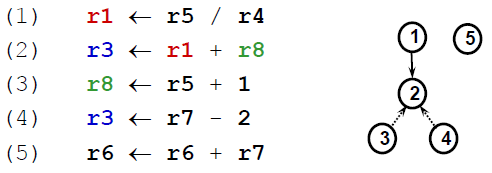 (1) r1 ← r5 / r4
(2) r3 ← r1 + r8
(3) r8 ← r5 + 1
(4) r3 ← r7 - 2
(5) r6 ← r6 + r7
1 5
2
3 4